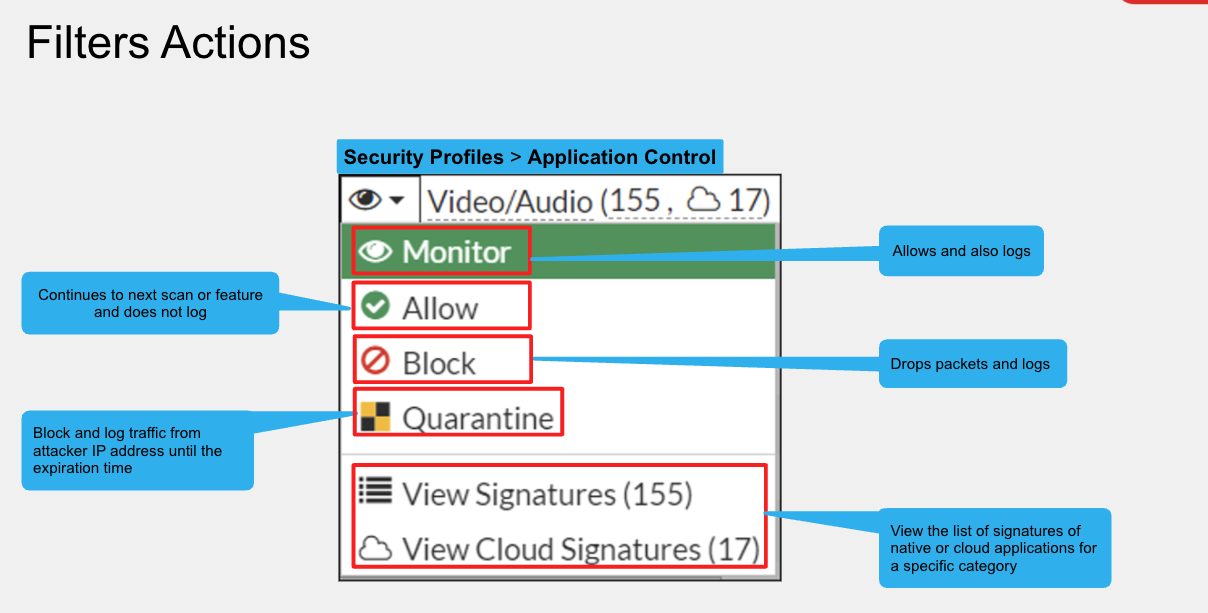 Filters Actions
Security Profiles > Application Control
Video/Audio (155, 17)
Monitor
Allows and also logs
Continues to next scan or feature
and does not log
Allow
Block
Drops packets and logs
Quarantine
Block and log traffic from
attacker IP address until the
expiration time
View Signatures (155)
View Cloud Signatures (17)
View the list of signatures of
native or cloud applications for
a specific category